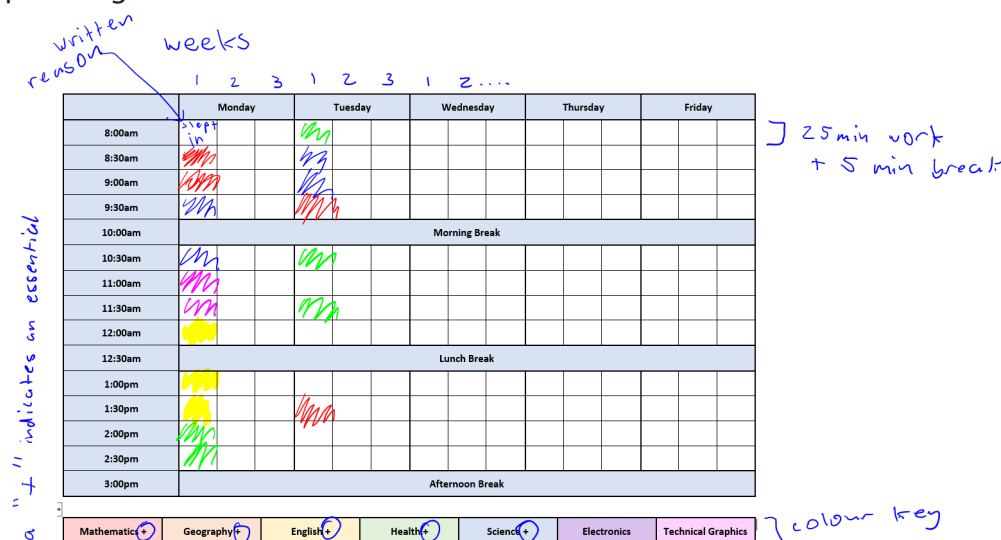 written
reason
weeks
1 2 3 1 2 3 1 2....
Monday Tuesday Wednesday Thursday Friday
8:00am slept
in
8:30am
9:00am
9:30am
10:00am Morning Break
10:30am
11:00am
11:30am
12:00am
12:30am Lunch Break
1:00pm
1:30pm
2:00pm
2:30pm
3:00pm Afternoon Break
25min work
+ 5 min break
a "+" indicates an essential
Mathematics + Geography + English + Health + Science + Electronics Technical Graphics
colour key